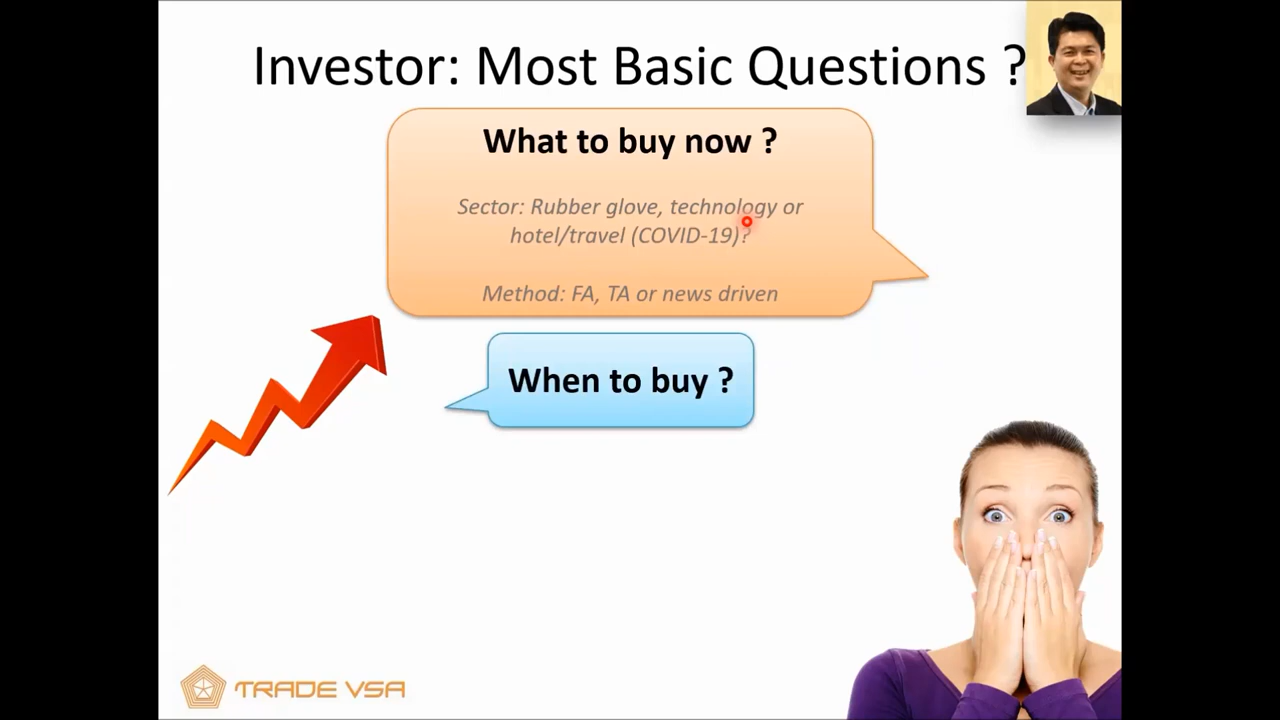 Investor: Most Basic Questions ?
What to buy now ?
Sector: Rubber glove, technology or
hotel/travel (COVID-19)?
Method: FA, TA or news driven
When to buy ?
TRADE VSA